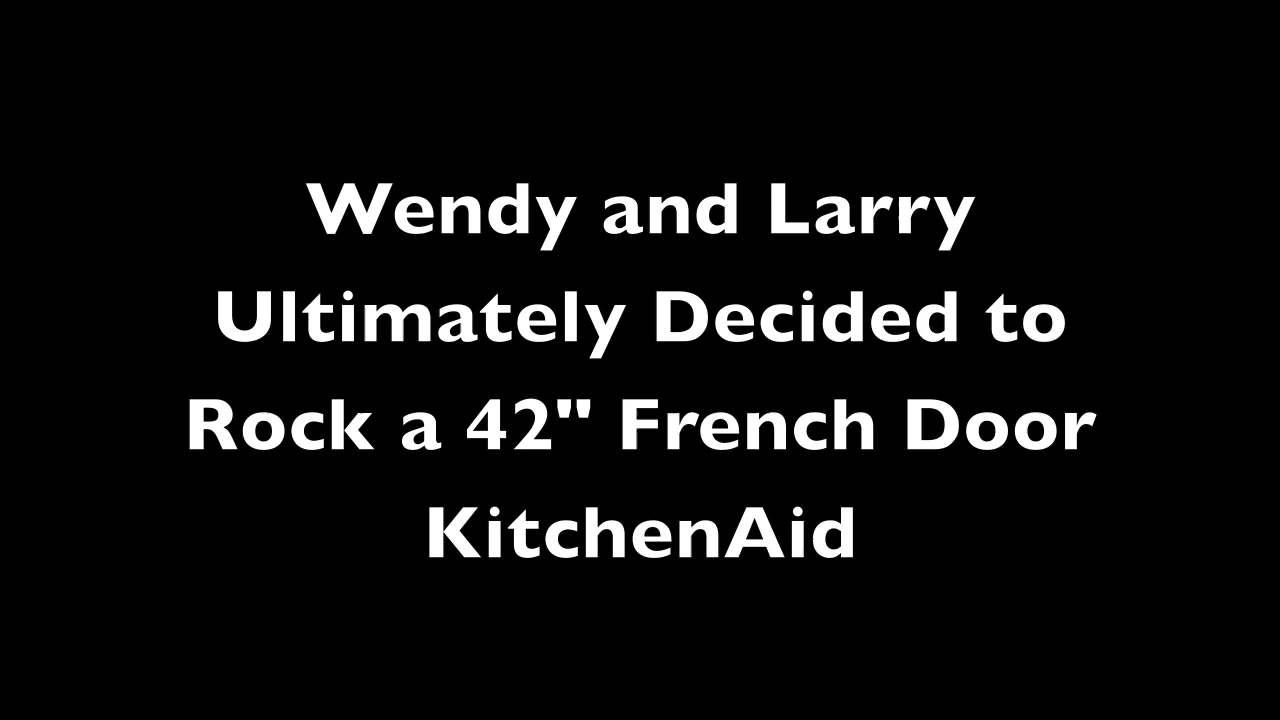 Wendy and Larry
Ultimately Decided to
Rock a 42" French Door
KitchenAid